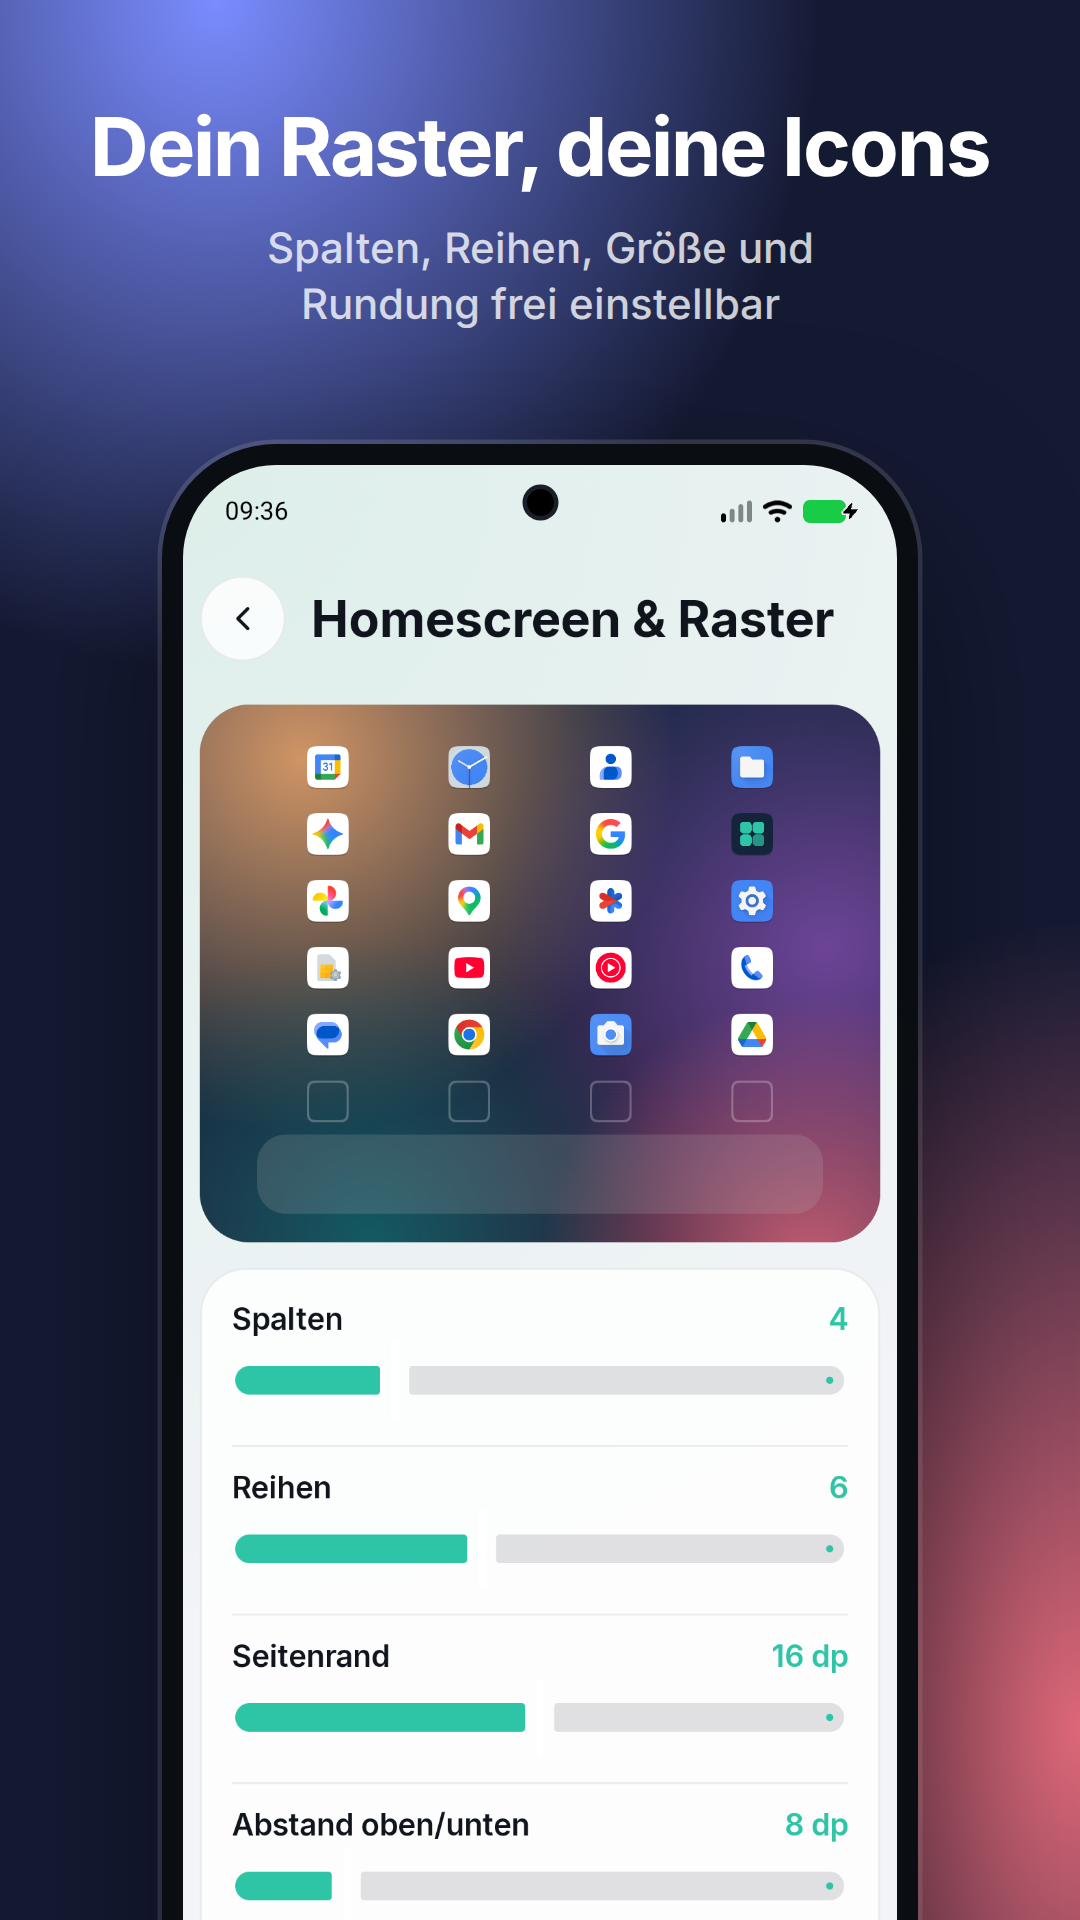 Dein Raster, deine Icons
Spalten, Reihen, Größe und
Rundung frei einstellbar
09:36
Homescreen & Raster
31
Spalten 4
Reihen 6
Seitenrand 16 dp
Abstand oben/unten 8 dp